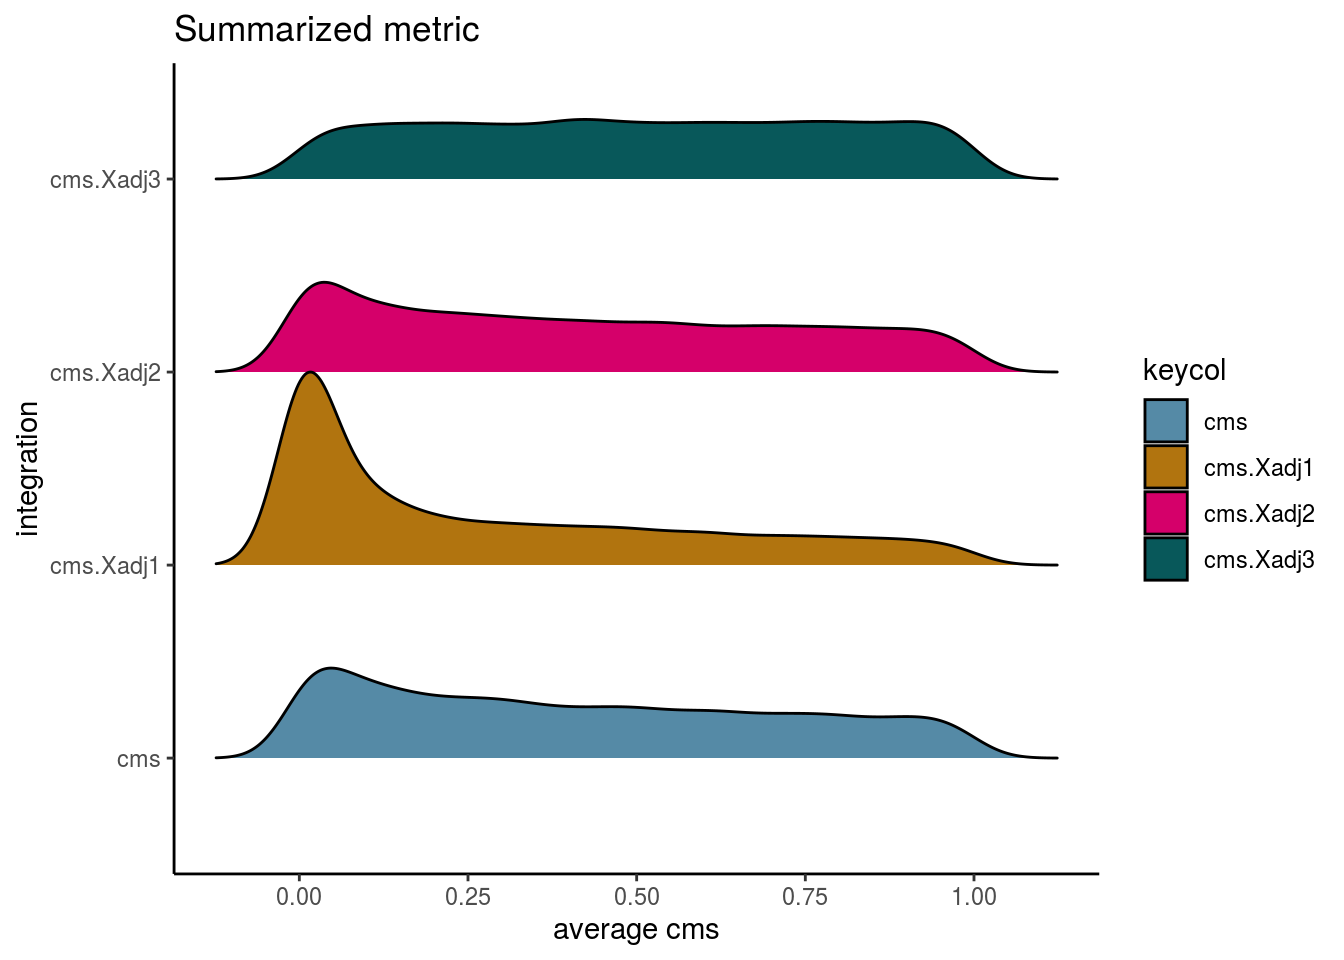 Summarized metric
cms.Xadj3
cms.Xadj2
cms.Xadj1
cms
integration
0.00 0.25 0.50 0.75 1.00
average cms
keycol
cms
cms.Xadj1
cms.Xadj2
cms.Xadj3